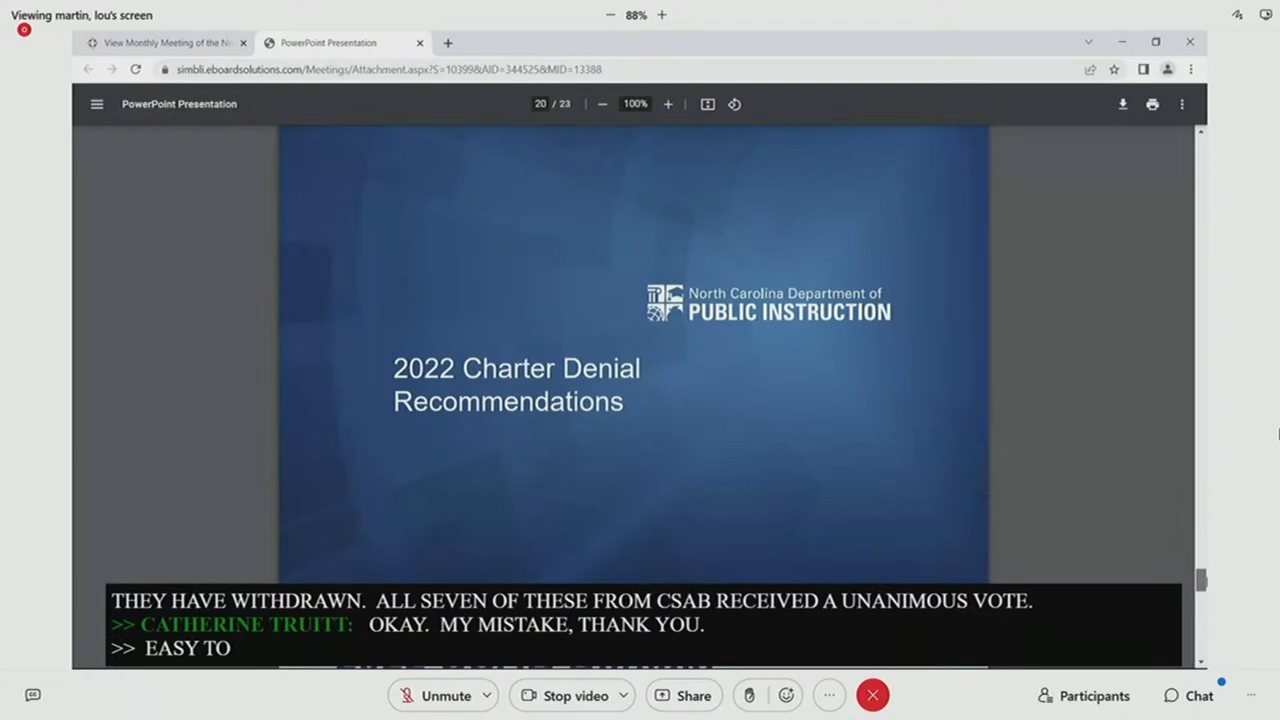 Viewing martin, lou's screen
88%
View Monthly Meeting of the No
PowerPoint Presentation
simbli.eboardsolutions.com/Meetings/Attachment.aspx?S=10399&AID=344525&MID=13388
PowerPoint Presentation
20 / 23
100%
North Carolina Department of
PUBLIC INSTRUCTION
2022 Charter Denial
Recommendations
THEY HAVE WITHDRAWN. ALL SEVEN OF THESE FROM CSAB RECEIVED A UNANIMOUS VOTE.
>> CATHERINE TRUITT: OKAY. MY MISTAKE, THANK YOU.
>> EASY TO
Unmute
Stop video
Share
Participants
Chat